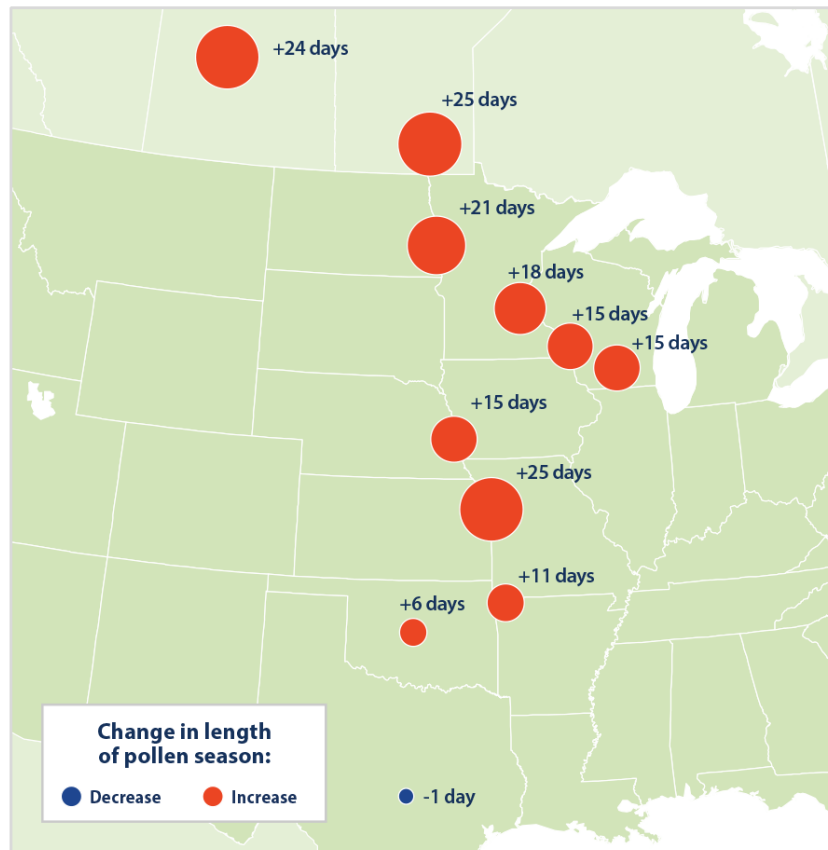 +24 days
+25 days
+21 days
+18 days
+15 days
+15 days
+15 days
+25 days
+11 days
+6 days
Change in length
of pollen season:
Decrease
Increase
-1 day